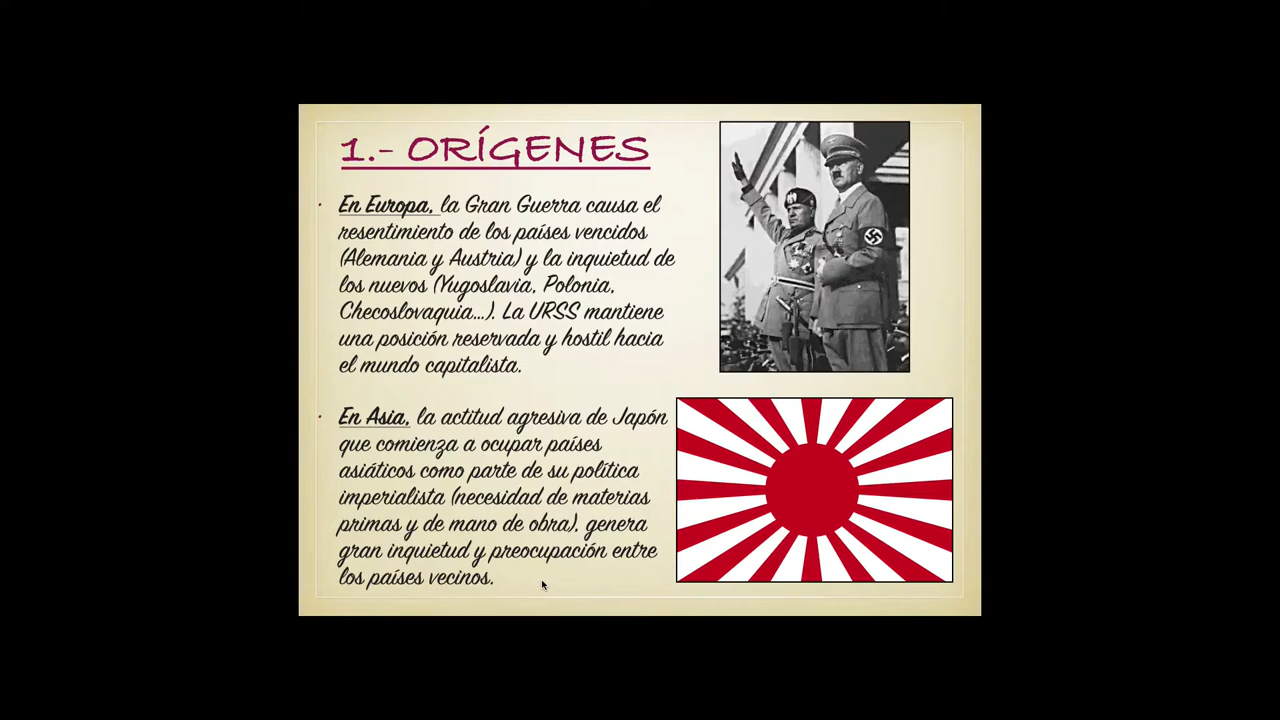 1.- ORÍGENES
· En Europa, la Gran Guerra causa el
resentimiento de los países vencidos
(Alemania y Austria) y la inquietud de
los nuevos (Yugoslavia, Polonia,
Checoslovaquia...). La URSS mantiene
una posición reservada y hostil hacia
el mundo capitalista.
· En Asia, la actitud agresiva de Japón
que comienza a ocupar países
asiáticos como parte de su política
imperialista (necesidad de materias
primas y de mano de obra), genera
gran inquietud y preocupación entre
los países vecinos.